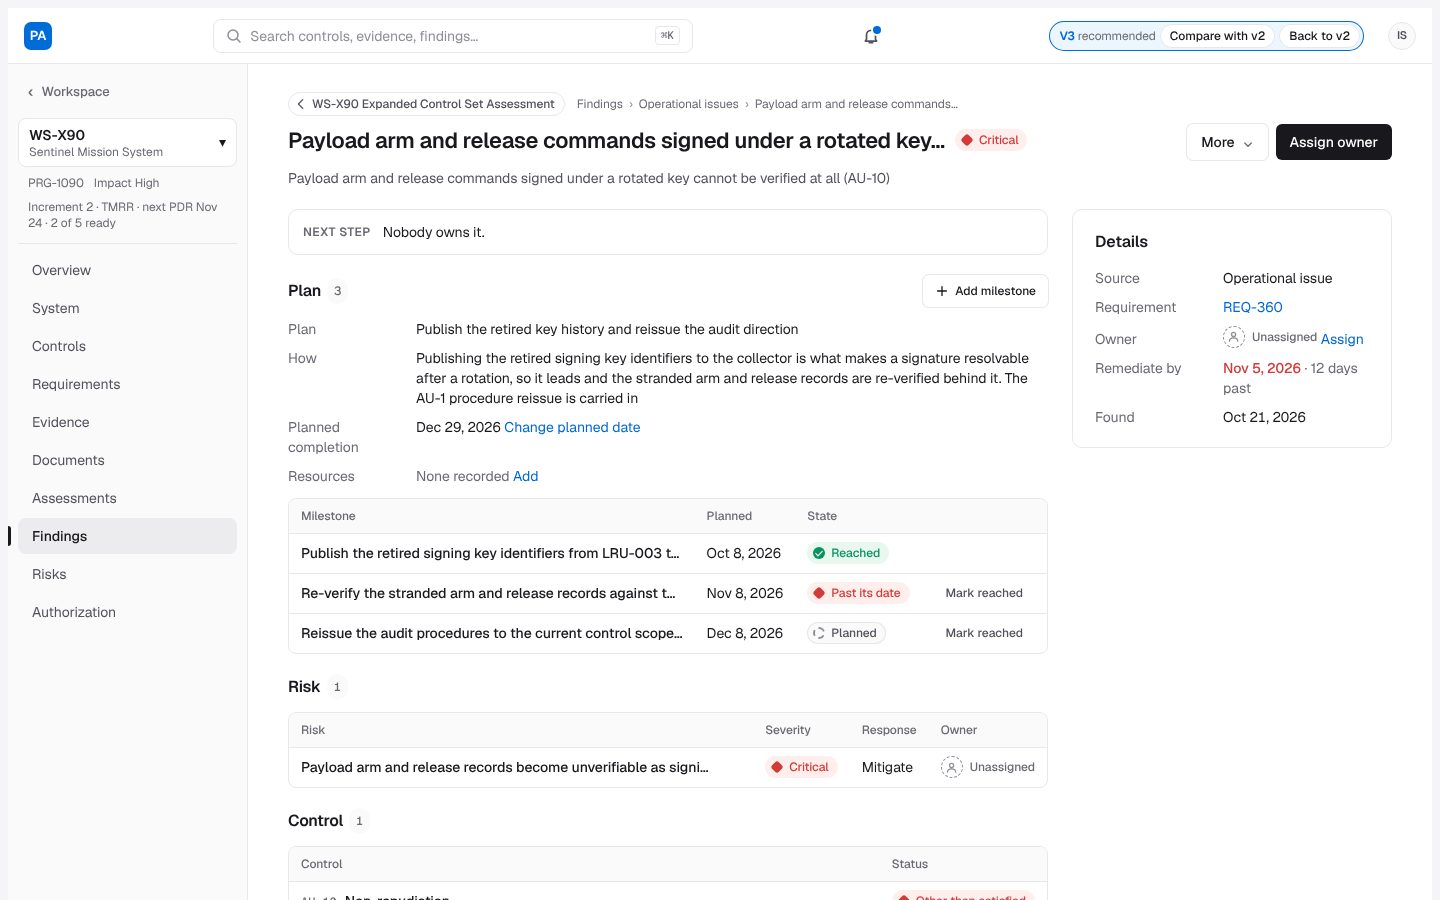 PA
Search controls, evidence, findings...
⌘K
V3 recommended
Compare with v2
Back to v2
IS
‹ Workspace
WS-X90
Sentinel Mission System
PRG-1090 Impact High
Increment 2 · TMRR · next PDR Nov
24 · 2 of 5 ready
Overview
System
Controls
Requirements
Evidence
Documents
Assessments
Findings
Risks
Authorization
WS-X90 Expanded Control Set Assessment
Findings › Operational issues › Payload arm and release commands...
Payload arm and release commands signed under a rotated key...
Critical
More
Assign owner
Payload arm and release commands signed under a rotated key cannot be verified at all (AU-10)
NEXT STEP Nobody owns it.
Plan 3
Add milestone
Plan Publish the retired key history and reissue the audit direction
How Publishing the retired signing key identifiers to the collector is what makes a signature resolvable
after a rotation, so it leads and the stranded arm and release records are re-verified behind it. The
AU-1 procedure reissue is carried in
Planned completion Dec 29, 2026 Change planned date
Resources None recorded Add
Milestone Planned State
Publish the retired signing key identifiers from LRU-003 t... Oct 8, 2026 Reached
Re-verify the stranded arm and release records against t... Nov 8, 2026 Past its date Mark reached
Reissue the audit procedures to the current control scope... Dec 8, 2026 Planned Mark reached
Risk 1
Risk Severity Response Owner
Payload arm and release records become unverifiable as signi... Critical Mitigate Unassigned
Control 1
Control Status
Details
Source Operational issue
Requirement REQ-360
Owner Unassigned Assign
Remediate by Nov 5, 2026 · 12 days
past
Found Oct 21, 2026